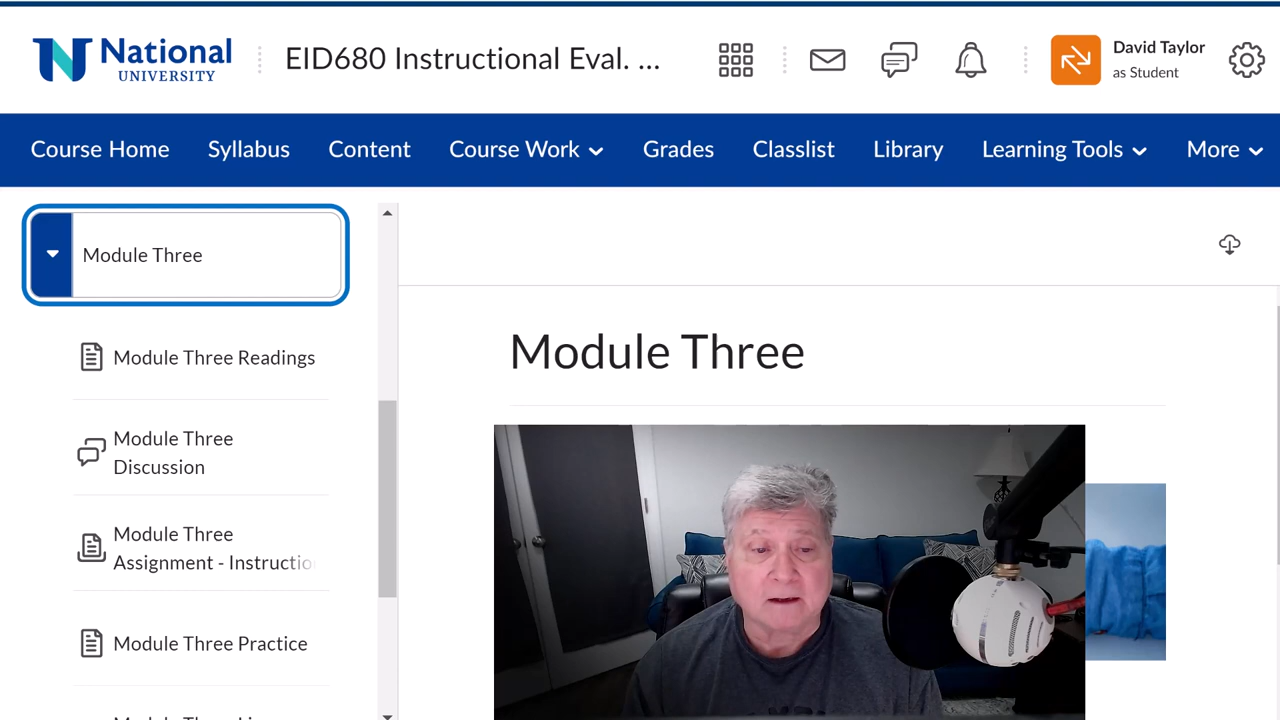 National
UNIVERSITY
EID680 Instructional Eval. ...
David Taylor
as Student
Course Home
Syllabus
Content
Course Work
Grades
Classlist
Library
Learning Tools
More
Module Three
Module Three Readings
Module Three
Discussion
Module Three
Assignment - Instructio
Module Three Practice
Module Three